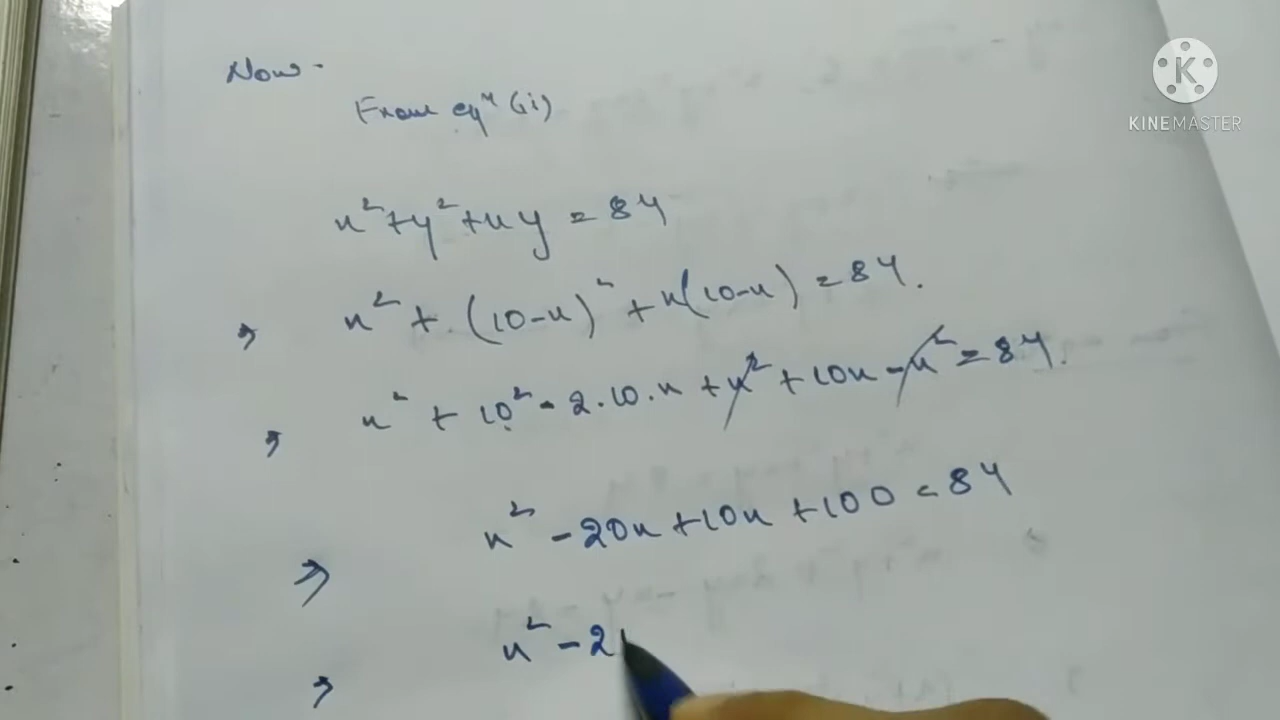 Now -
From eqⁿ (i)
x² + y² + xy = 84
⇒ x² + (10-x)² + x(10-x) = 84.
⇒ x² + 10² - 2.10.x + x² + 10x - x² = 84.
x² - 20x + 10x + 100 = 84
⇒
⇒ x² - 2
KINEMASTER